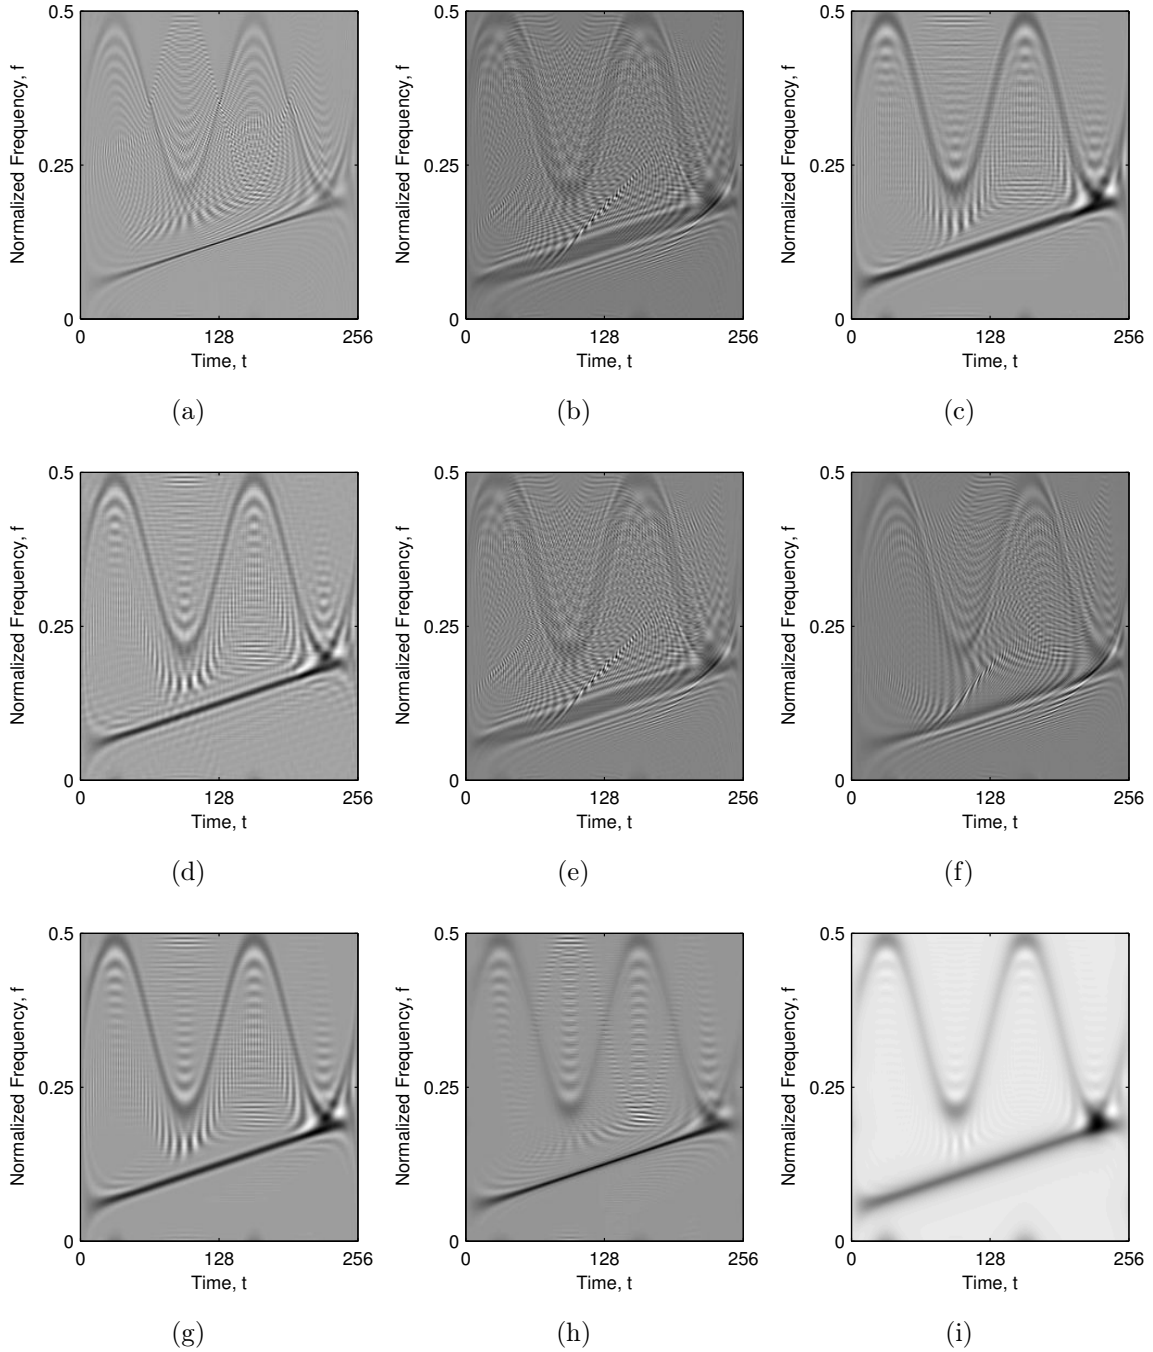 0.5 0.5 0.5
Normalized Frequency, f Normalized Frequency, f Normalized Frequency, f
0.25 0.25 0.25
0 0 0
0 128 256 0 128 256 0 128 256
Time, t Time, t Time, t
(a) (b) (c)
0.5 0.5 0.5
Normalized Frequency, f Normalized Frequency, f Normalized Frequency, f
0.25 0.25 0.25
0 0 0
0 128 256 0 128 256 0 128 256
Time, t Time, t Time, t
(d) (e) (f)
0.5 0.5 0.5
Normalized Frequency, f Normalized Frequency, f Normalized Frequency, f
0.25 0.25 0.25
0 0 0
0 128 256 0 128 256 0 128 256
Time, t Time, t Time, t
(g) (h) (i)